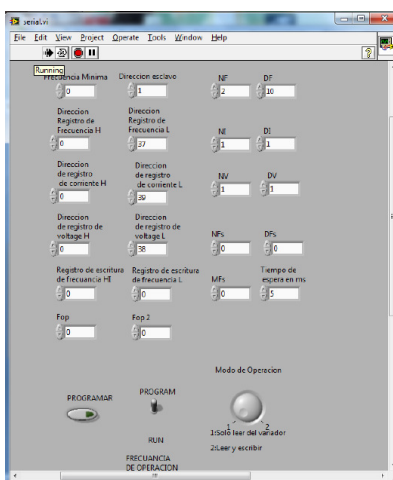 serial.vi
File Edit View Project Operate Tools Window Help
Running
Frecuencia Minima Direccion esclavo NF DF
0 1 2 10
Direccion Registro de Frecuencia H
Direccion Registro de Frecuencia L
NI DI
0 37 1 1
Direccion de registro de corriente H
Direccion de registro de corriente L
NV DV
0 39 1 1
Direccion de registro de voltage H
Direccion de registro de voltage L
NFs DFs
0 38 0 0
Registro de escritura de frecuancia HI
Registro de escritura de frecuencia L
MFs
Tiempo de espera en ms
0 0 0 5
Fop Fop 2
0 0
Modo de Operacion
PROGRAMAR PROGRAM
1 2
1:Solo leer del variador
RUN
2:Leer y escribir
FRECUANCIA
DE OPERACION